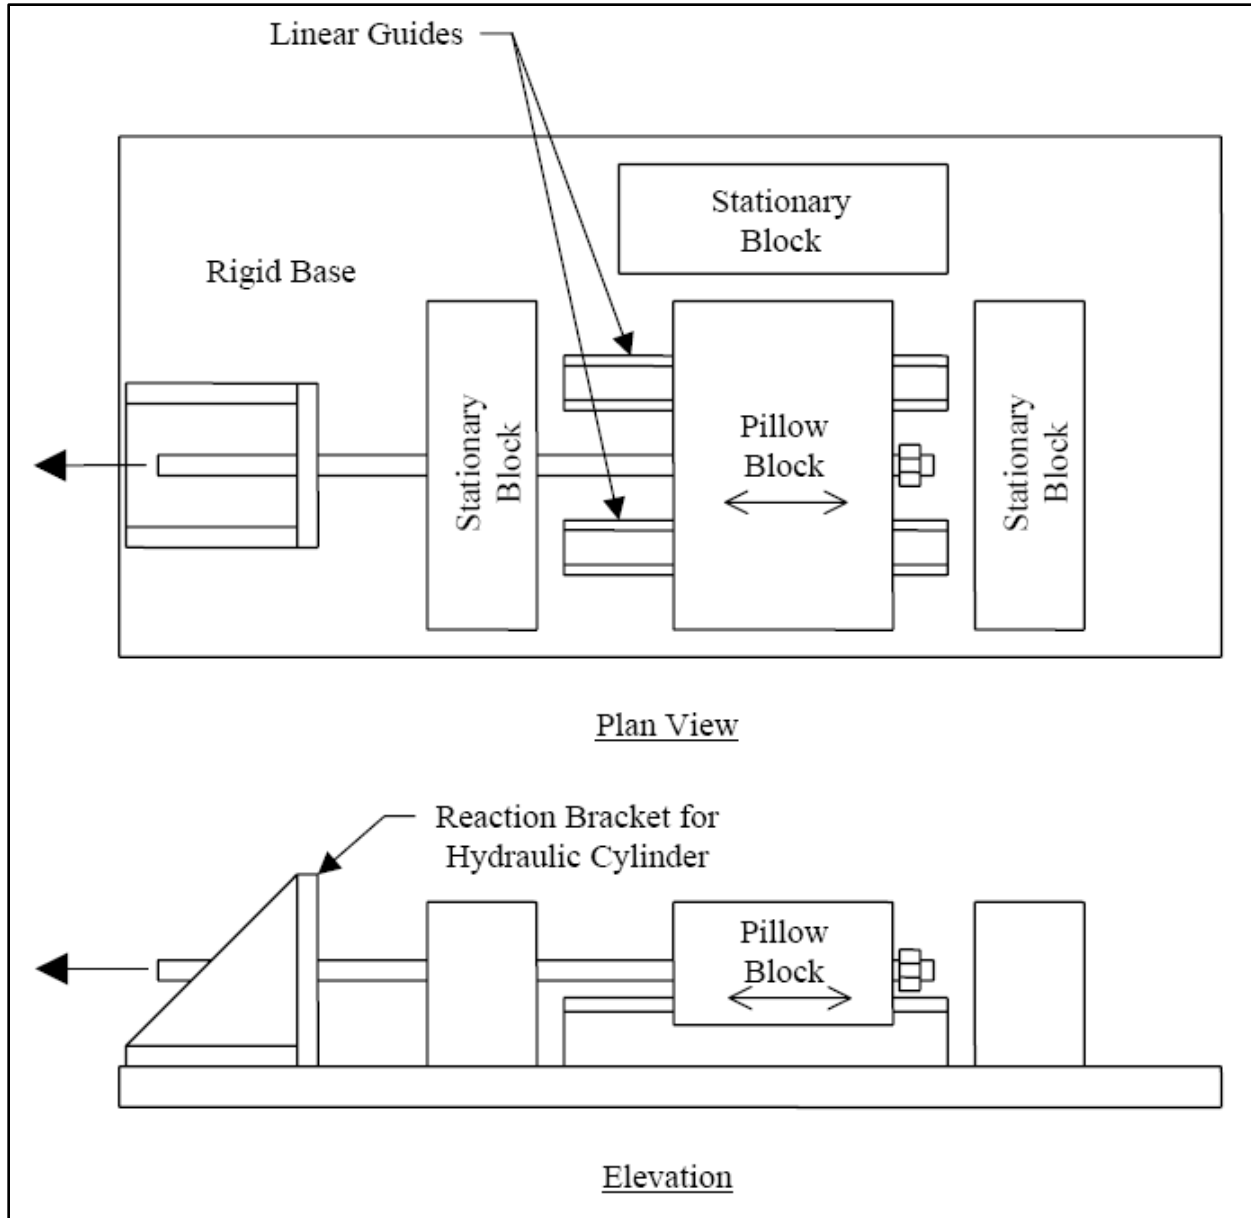 Linear Guides
Stationary
Block
Rigid Base
Stationary
Block
Pillow
Block
Stationary
Block
Plan View
Reaction Bracket for
Hydraulic Cylinder
Pillow
Block
Elevation